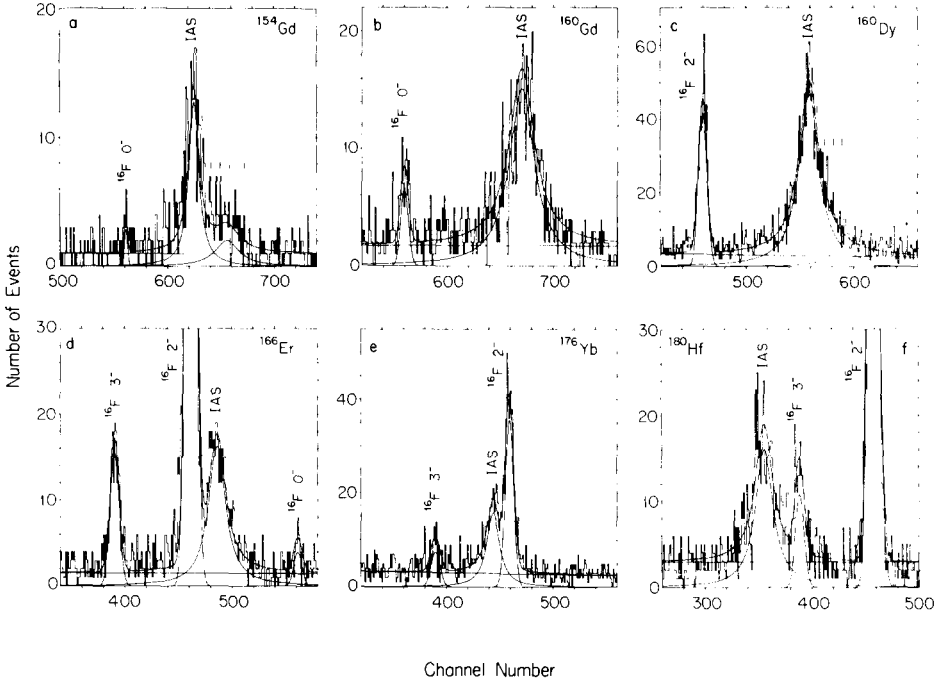 a
¹⁵⁴Gd
IAS
¹⁶F 0⁻
20
10
0
500
600
700
b
¹⁶⁰Gd
IAS
¹⁶F 0⁻
20
10
0
600
700
c
¹⁶⁰Dy
IAS
¹⁶F 2⁻
60
40
20
0
500
600
d
¹⁶⁶Er
¹⁶F 3⁻
¹⁶F 2⁻
IAS
¹⁶F 0⁻
30
20
10
0
400
500
e
¹⁷⁶Yb
¹⁶F 3⁻
IAS
¹⁶F 2⁻
40
20
0
400
500
¹⁸⁰Hf
f
IAS
¹⁶F 3⁻
¹⁶F 2⁻
30
20
10
0
300
400
500
Number of Events
Channel Number